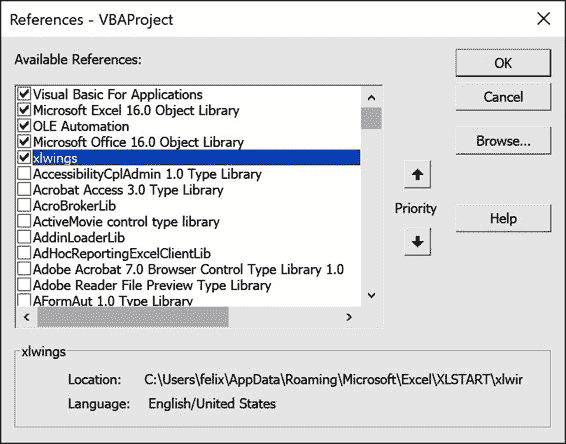 References - VBAProject
Available References:
Visual Basic For Applications
Microsoft Excel 16.0 Object Library
OLE Automation
Microsoft Office 16.0 Object Library
xlwings
AccessibilityCplAdmin 1.0 Type Library
Acrobat Access 3.0 Type Library
AcroBrokerLib
ActiveMovie control type library
AddinLoaderLib
AdHocReportingExcelClientLib
Adobe Acrobat 7.0 Browser Control Type Library 1.0
Adobe Reader File Preview Type Library
AFormAut 1.0 Type Library
Priority
OK
Cancel
Browse...
Help
xlwings
Location: C:\Users\felix\AppData\Roaming\Microsoft\Excel\XLSTART\xlwir
Language: English/United States